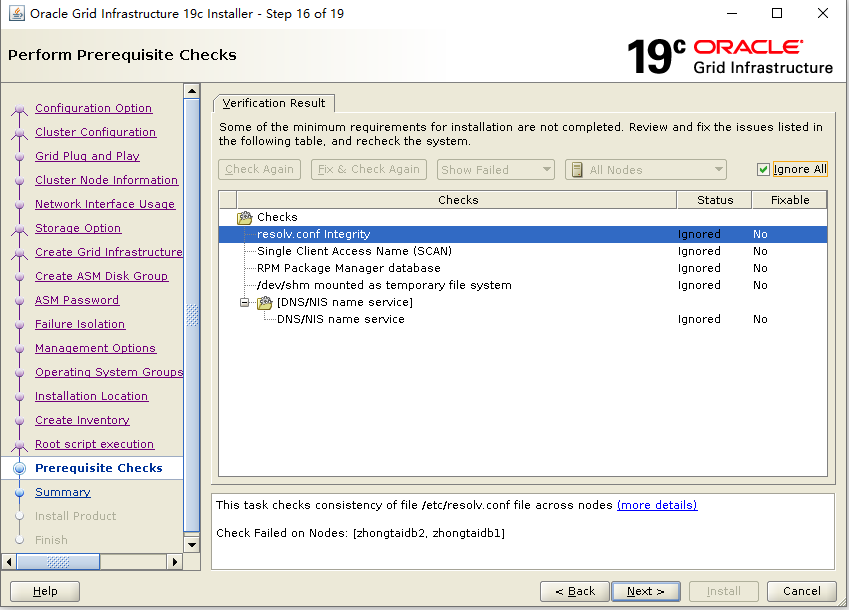 Oracle Grid Infrastructure 19c Installer - Step 16 of 19
Perform Prerequisite Checks
19c ORACLE
Grid Infrastructure
Configuration Option
Cluster Configuration
Grid Plug and Play
Cluster Node Information
Network Interface Usage
Storage Option
Create Grid Infrastructure
Create ASM Disk Group
ASM Password
Failure Isolation
Management Options
Operating System Groups
Installation Location
Create Inventory
Root script execution
Prerequisite Checks
Summary
Install Product
Finish
Verification Result
Some of the minimum requirements for installation are not completed. Review and fix the issues listed in
the following table, and recheck the system.
Check Again Fix & Check Again Show Failed All Nodes Ignore All
Checks Status Fixable
Checks
resolv.conf Integrity Ignored No
Single Client Access Name (SCAN) Ignored No
RPM Package Manager database Ignored No
/dev/shm mounted as temporary file system Ignored No
[DNS/NIS name service]
DNS/NIS name service Ignored No
This task checks consistency of file /etc/resolv.conf file across nodes (more details)
Check Failed on Nodes: [zhongtaidb2, zhongtaidb1]
Help < Back Next > Install Cancel